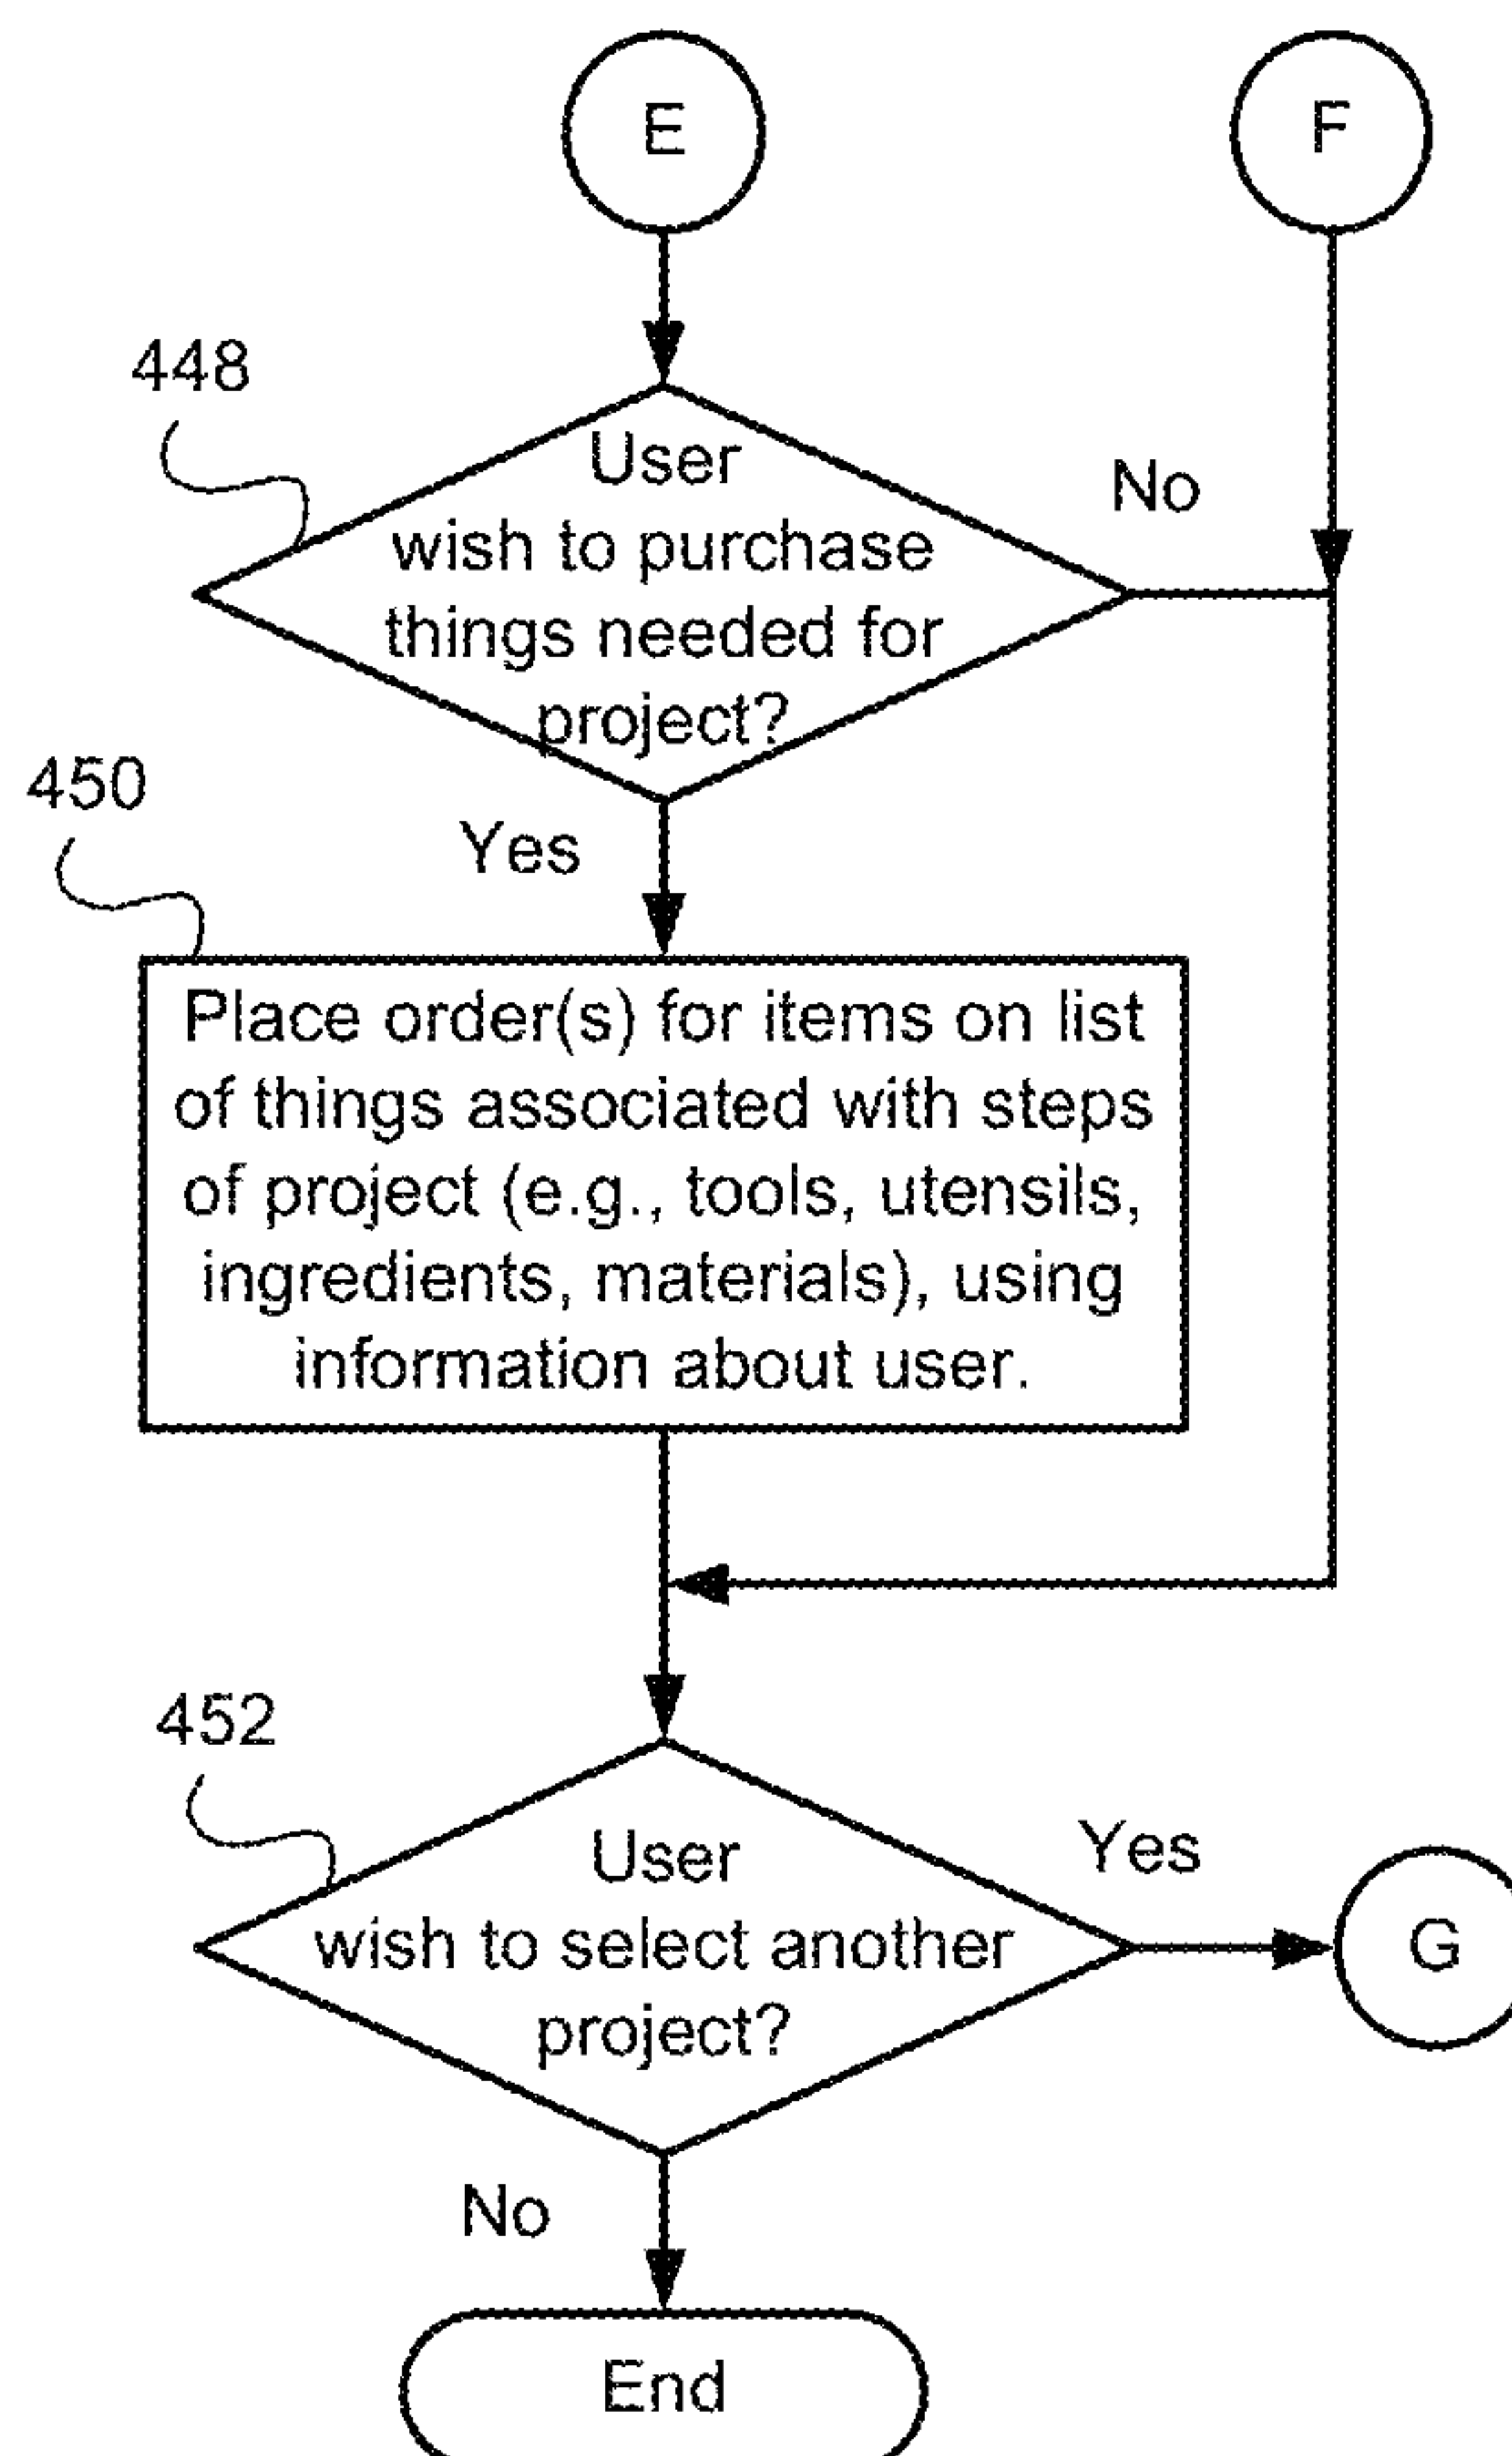 E
F
448
User
wish to purchase
things needed for
project?
No
450
Yes
Place order(s) for items on list
of things associated with steps
of project (e.g., tools, utensils,
ingredients, materials), using
information about user.
452
User
wish to select another
project?
Yes
G
No
End